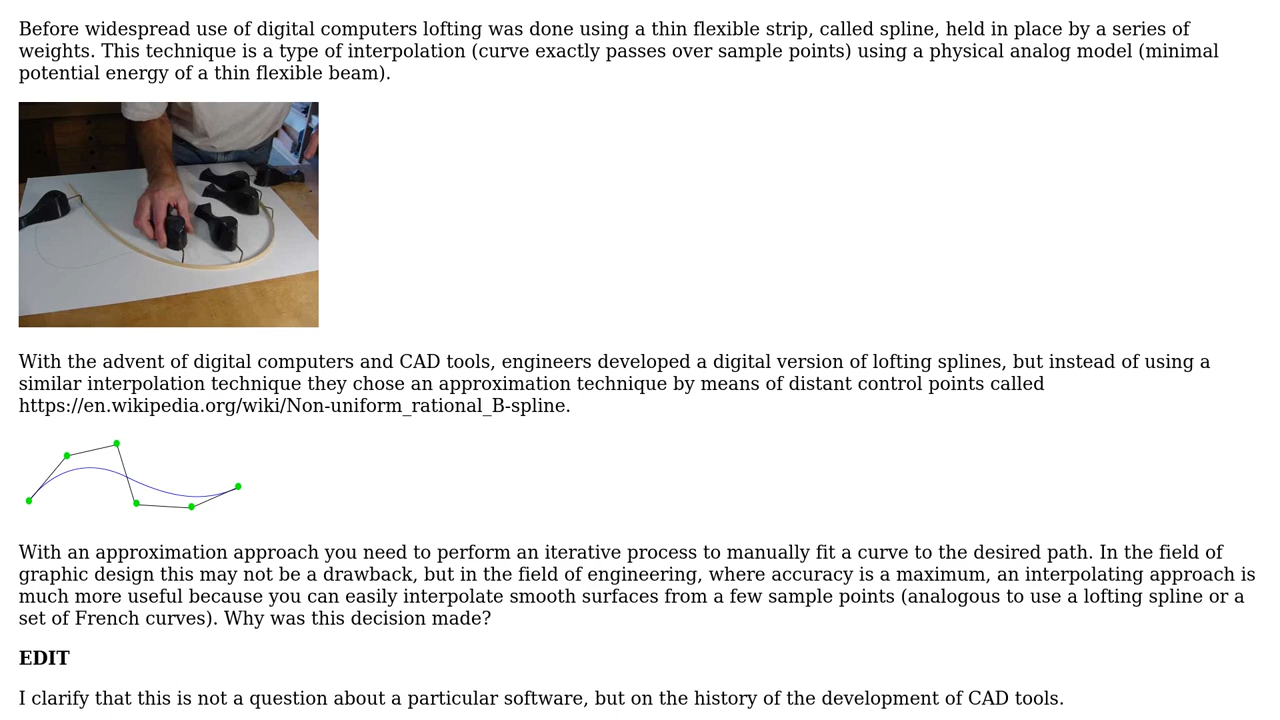 Before widespread use of digital computers lofting was done using a thin flexible strip, called spline, held in place by a series of
weights. This technique is a type of interpolation (curve exactly passes over sample points) using a physical analog model (minimal
potential energy of a thin flexible beam).
With the advent of digital computers and CAD tools, engineers developed a digital version of lofting splines, but instead of using a
similar interpolation technique they chose an approximation technique by means of distant control points called
https://en.wikipedia.org/wiki/Non-uniform_rational_B-spline.
With an approximation approach you need to perform an iterative process to manually fit a curve to the desired path. In the field of
graphic design this may not be a drawback, but in the field of engineering, where accuracy is a maximum, an interpolating approach is
much more useful because you can easily interpolate smooth surfaces from a few sample points (analogous to use a lofting spline or a
set of French curves). Why was this decision made?
EDIT
I clarify that this is not a question about a particular software, but on the history of the development of CAD tools.